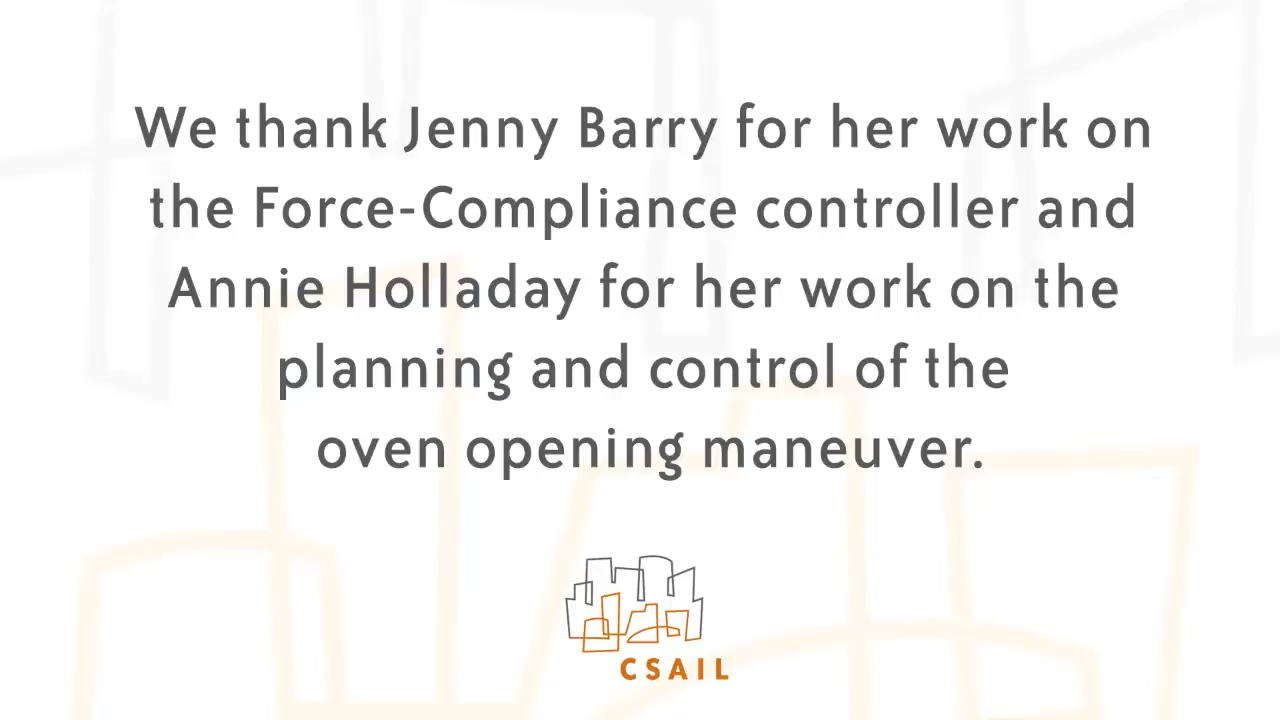 We thank Jenny Barry for her work on
the Force-Compliance controller and
Annie Holladay for her work on the
planning and control of the
oven opening maneuver.
CSAIL